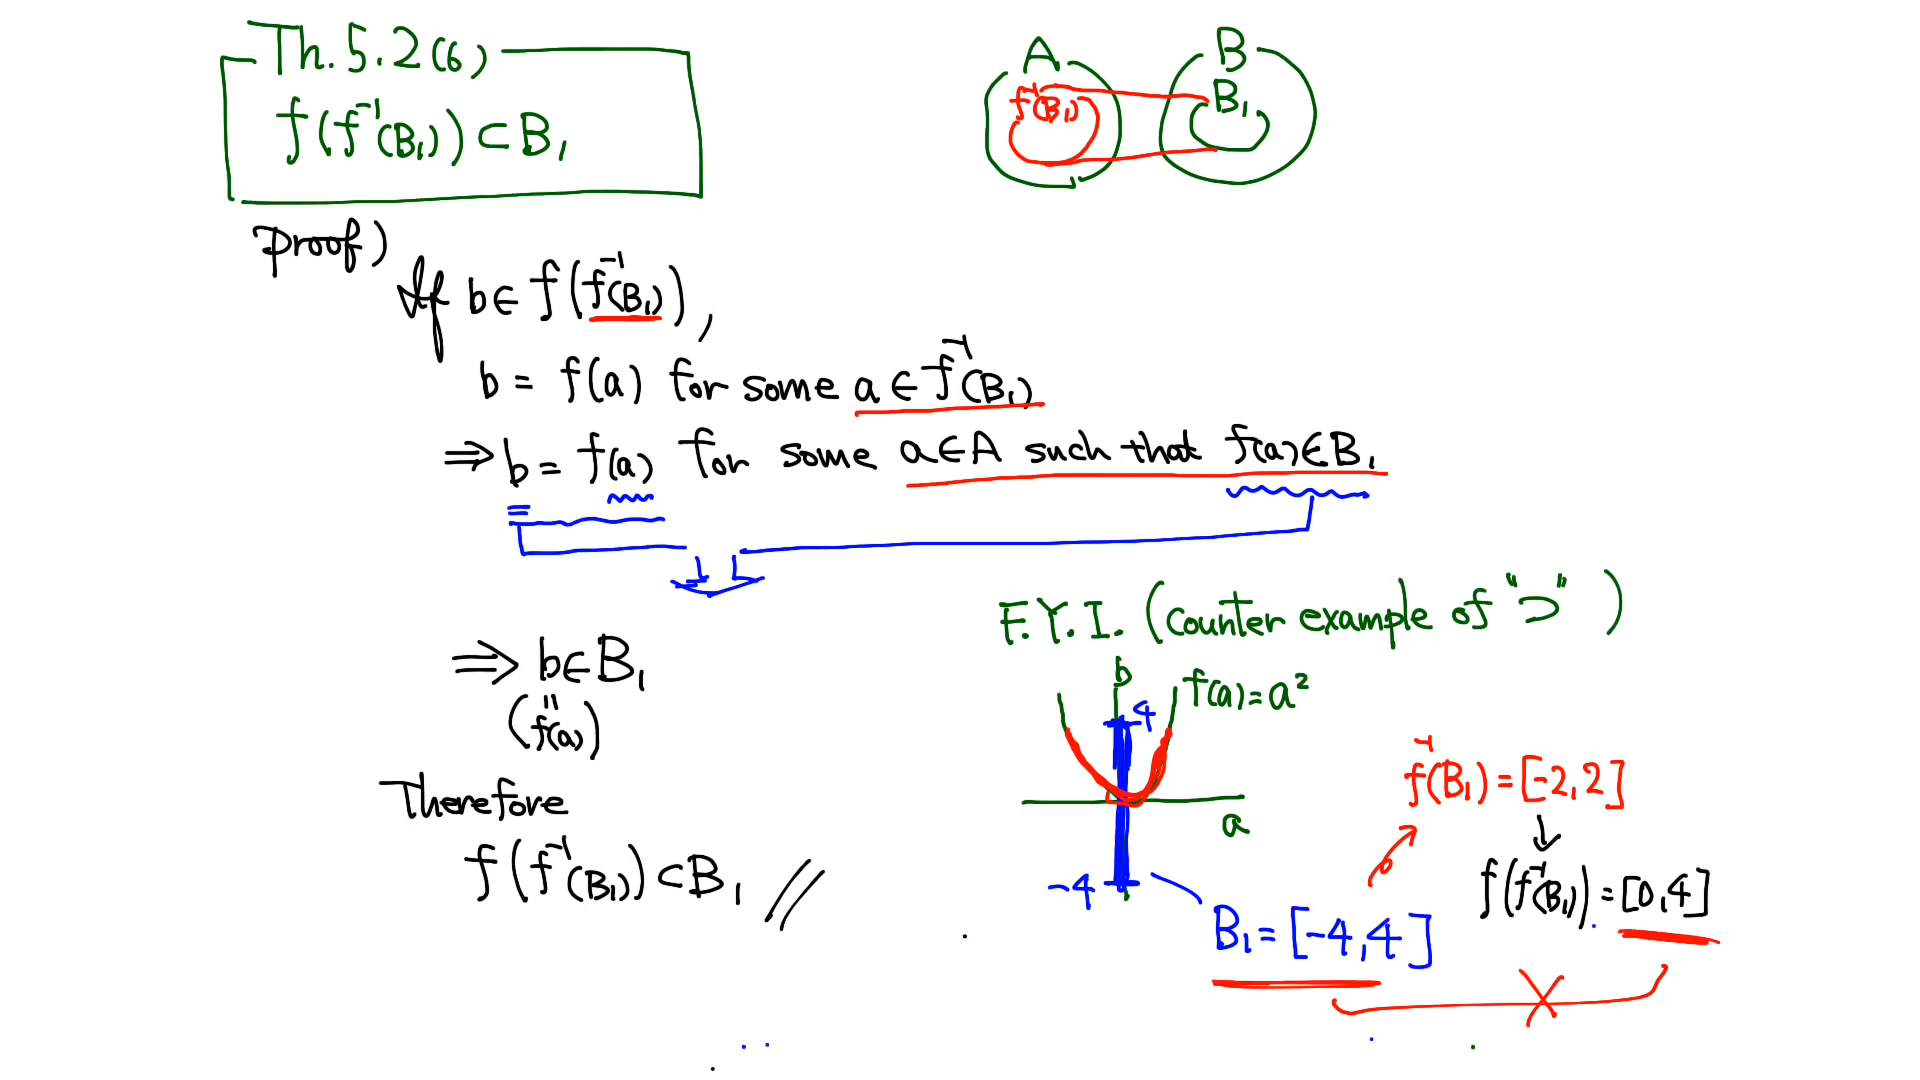 Th.5.2(6)
f(f⁻¹(B₁))⊂B₁
A
f⁻¹(B₁)
B
B₁
proof)
If b∈f(f⁻¹(B₁)),
b = f(a) for some a∈f⁻¹(B₁)
⇒ b = f(a) for some a∈A such that f(a)∈B₁
⇒ b∈B₁
(f(a))
Therefore
f(f⁻¹(B₁))⊂B₁ //
F.Y.I. (counter example of "⊃")
b
f(a)=a²
4
a
-4
B₁=[-4,4]
f⁻¹(B₁)=[-2,2]
↓
f(f⁻¹(B₁))=[0,4]